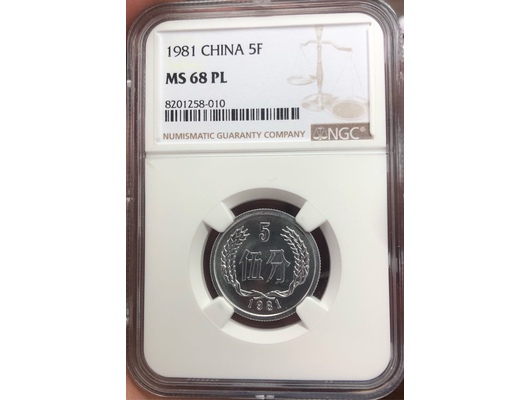 1981 CHINA 5F
MS 68 PL
8201258-010
NUMISMATIC GUARANTY COMPANY NGC®
5
伍分
1981